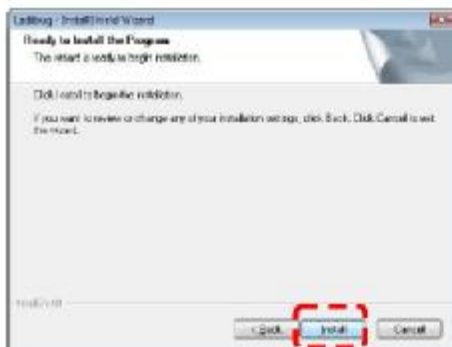 Ladibug - InstallShield Wizard
Ready to Install the Program
The wizard is ready to begin installation.
Click Install to begin the installation.
If you want to review or change any of your installation settings, click Back. Click Cancel to exit
the wizard.
InstallShield
< Back
Install
Cancel